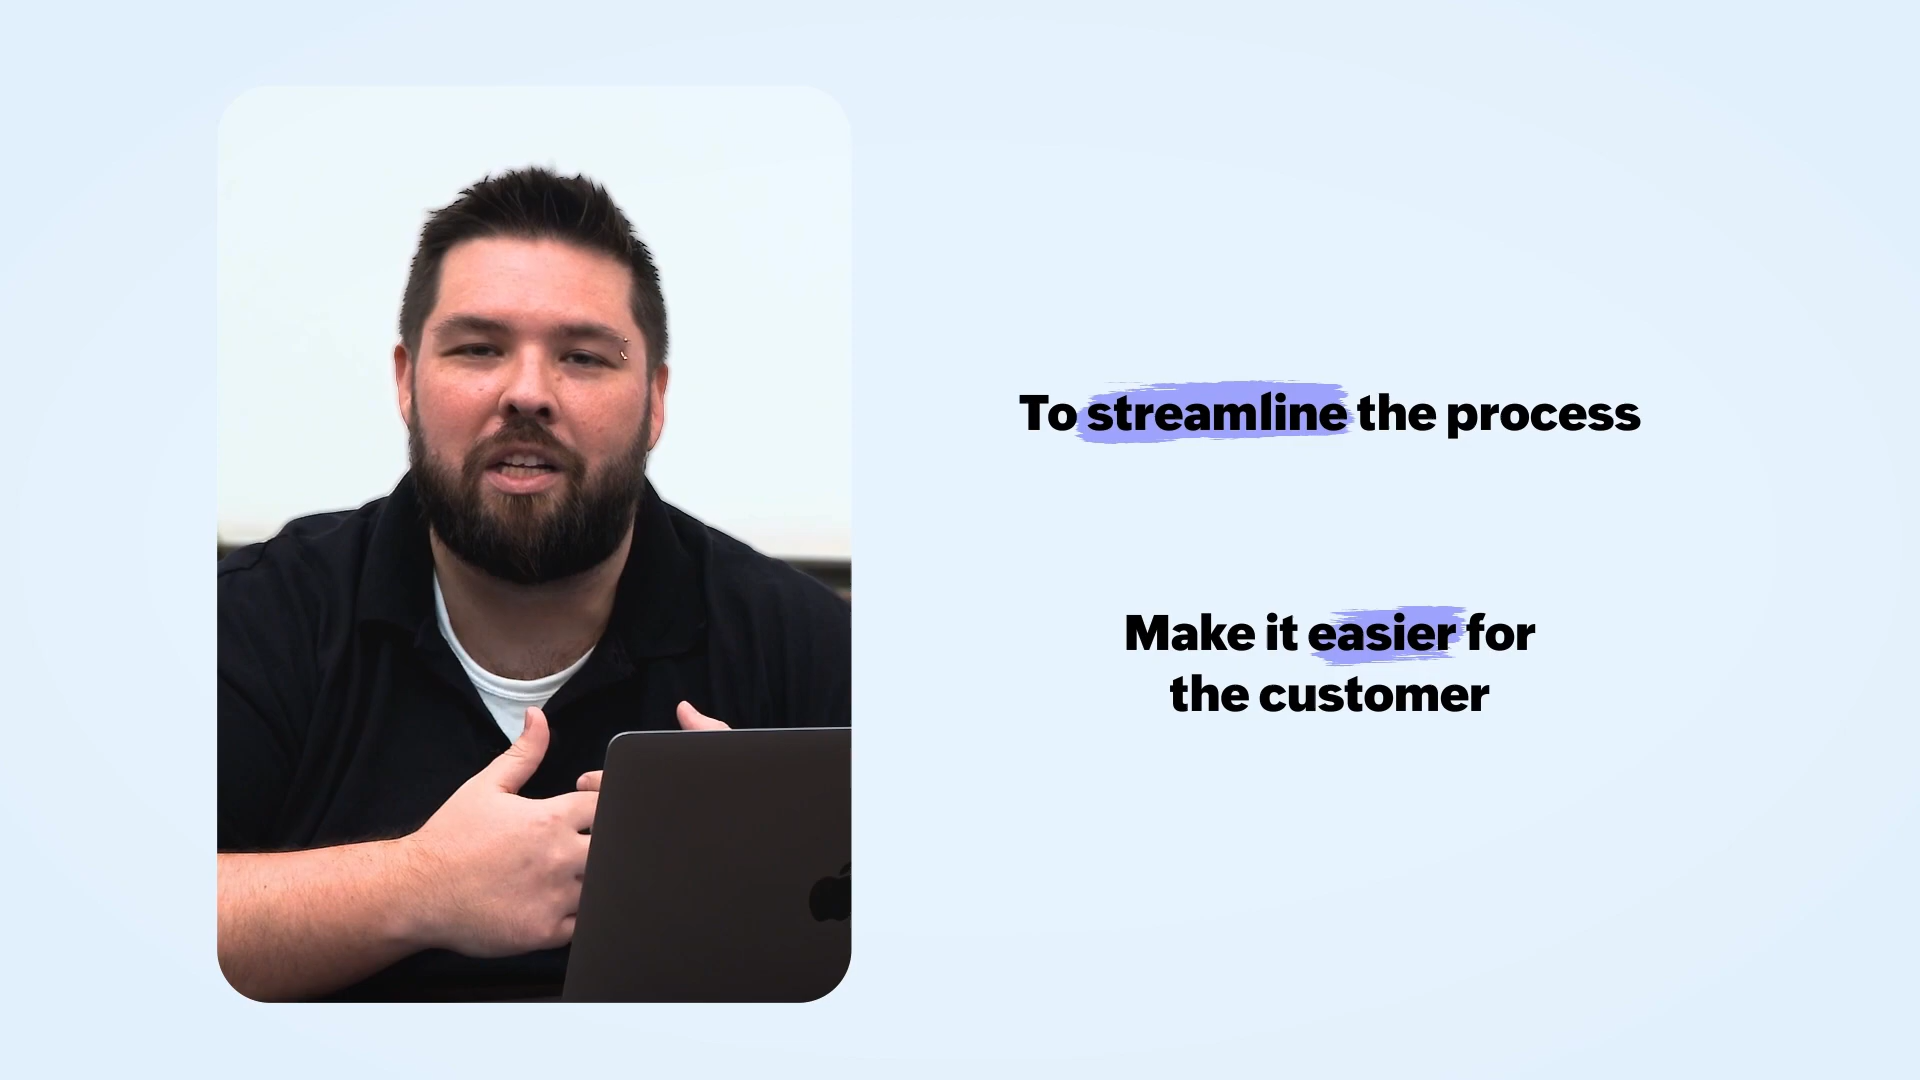 To streamline the process
Make it easier for
the customer